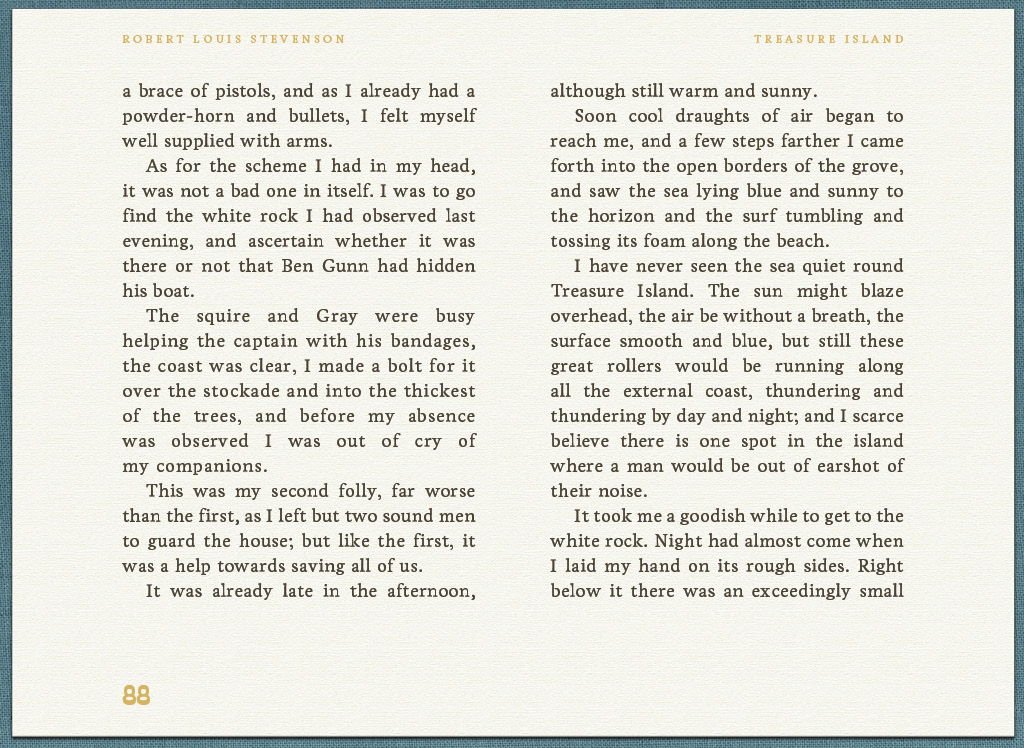 ROBERT LOUIS STEVENSON
TREASURE ISLAND
a brace of pistols, and as I already had a
powder-horn and bullets, I felt myself
well supplied with arms.
As for the scheme I had in my head,
it was not a bad one in itself. I was to go
find the white rock I had observed last
evening, and ascertain whether it was
there or not that Ben Gunn had hidden
his boat.
The squire and Gray were busy
helping the captain with his bandages,
the coast was clear, I made a bolt for it
over the stockade and into the thickest
of the trees, and before my absence
was observed I was out of cry of
my companions.
This was my second folly, far worse
than the first, as I left but two sound men
to guard the house; but like the first, it
was a help towards saving all of us.
It was already late in the afternoon,
although still warm and sunny.
Soon cool draughts of air began to
reach me, and a few steps farther I came
forth into the open borders of the grove,
and saw the sea lying blue and sunny to
the horizon and the surf tumbling and
tossing its foam along the beach.
I have never seen the sea quiet round
Treasure Island. The sun might blaze
overhead, the air be without a breath, the
surface smooth and blue, but still these
great rollers would be running along
all the external coast, thundering and
thundering by day and night; and I scarce
believe there is one spot in the island
where a man would be out of earshot of
their noise.
It took me a goodish while to get to the
white rock. Night had almost come when
I laid my hand on its rough sides. Right
below it there was an exceedingly small
88